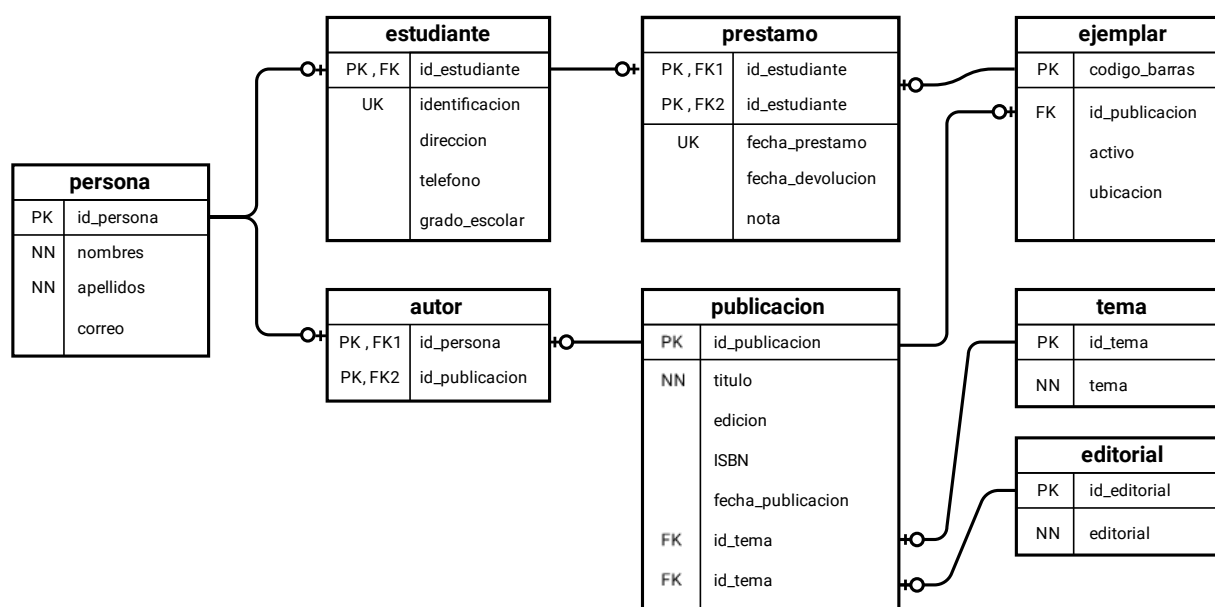 estudiante
PK , FK id_estudiante
UK identificacion
direccion
telefono
grado_escolar
prestamo
PK , FK1 id_estudiante
PK , FK2 id_estudiante
UK fecha_prestamo
fecha_devolucion
nota
ejemplar
PK codigo_barras
FK id_publicacion
activo
ubicacion
persona
PK id_persona
NN nombres
NN apellidos
correo
autor
PK , FK1 id_persona
PK, FK2 id_publicacion
publicacion
PK id_publicacion
NN titulo
edicion
ISBN
fecha_publicacion
FK id_tema
FK id_tema
tema
PK id_tema
NN tema
editorial
PK id_editorial
NN editorial